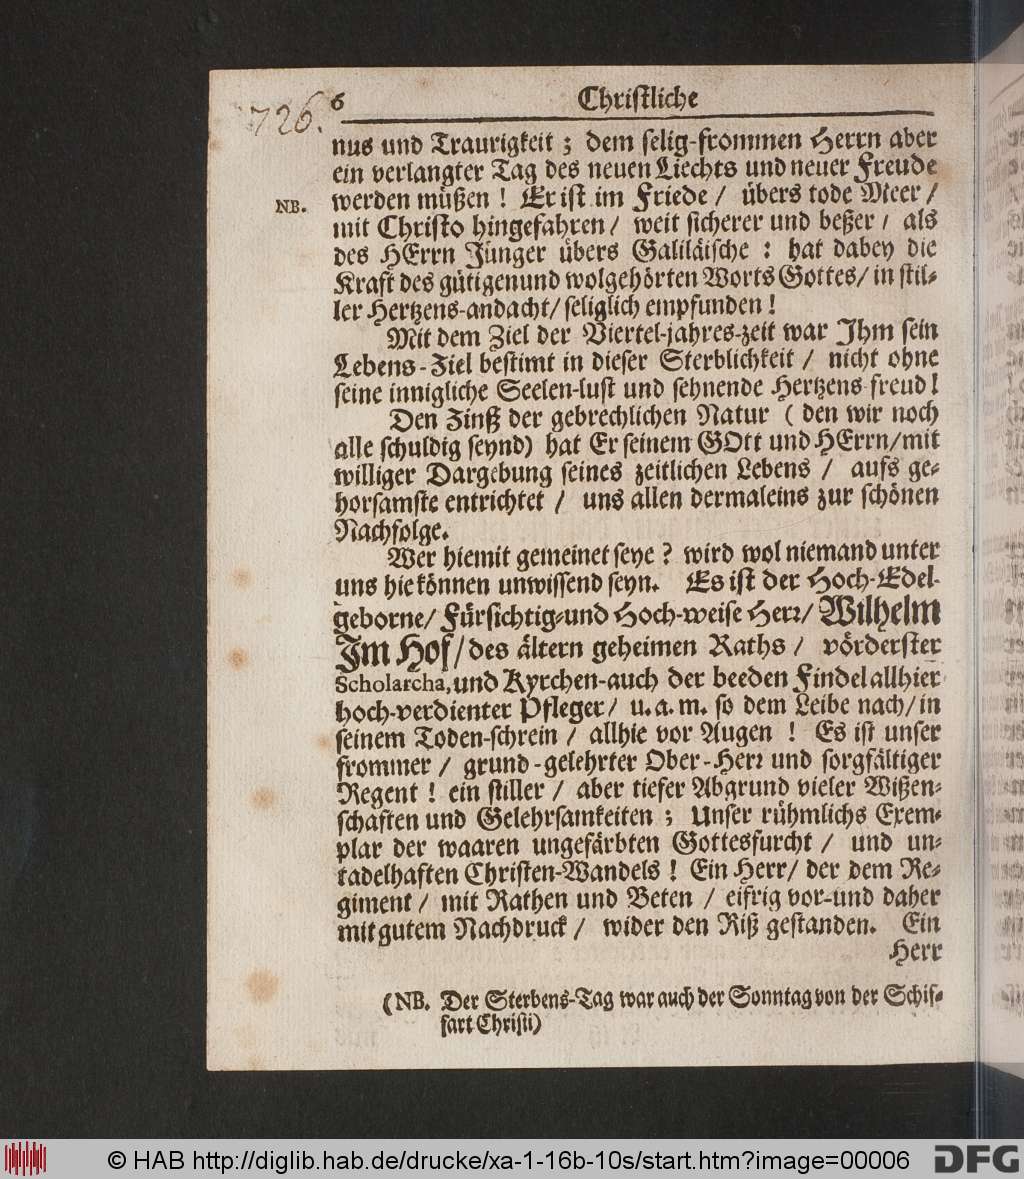 726. 6 Christliche
nus und Traurigkeit; dem selig-frommen Herrn aber
ein verlangter Tag des neuen Liechts und neuer Freude
NB. werden müßen! Er ist im Friede / übers tode Meer /
mit Christo hingefahren / weit sicherer und beßer / als
des HErrn Jünger übers Galiläische: hat dabey die
Kraft des gütigen und wolgehörten Worts Gottes / in stil-
ler Hertzens-andacht / seliglich empfunden!
Mit dem Ziel der Viertel-jahres-zeit war Ihm sein
Lebens-Ziel bestimt in dieser Sterblichkeit / nicht ohne
seine innigliche Seelen-lust und sehnende Hertzens-freud!
Den Zinß der gebrechlichen Natur (den wir noch
alle schuldig seynd) hat Er seinem GOtt und HErrn / mit
williger Dargebung seines zeitlichen Lebens / aufs ge-
horsamste entrichtet / uns allen dermaleins zur schönen
Nachfolge.
Wer hiemit gemeinet seye? wird wol niemand unter
uns hie können unwissend seyn. Es ist der Hoch-Edel-
geborne / Fürsichtig-und Hoch-weise Herr / Wilhelm
Im Hof / des ältern geheimen Raths / vörderster
Scholarcha, und Kyrchen-auch der beeden Findel allhier
hoch-verdienter Pfleger / u. a. m. so dem Leibe nach / in
seinem Toden-schrein / allhie vor Augen! Es ist unser
frommer / grund-gelehrter Ober-Herr und sorgfältiger
Regent! ein stiller / aber tiefer Abgrund vieler Wißen-
schaften und Gelehrsamkeiten; Unser rühmlichs Exem-
plar der waaren ungefärbten Gottesfurcht / und un-
tadelhaften Christen-Wandels! Ein Herr / der dem Re-
giment / mit Rathen und Beten / eifrig vor-und daher
mit gutem Nachdruck / wider den Riß gestanden. Ein
Herr
(NB. Der Sterbens-Tag war auch der Sonntag von der Schif-
fart Christi)
© HAB http://diglib.hab.de/drucke/xa-1-16b-10s/start.htm?image=00006 DFG